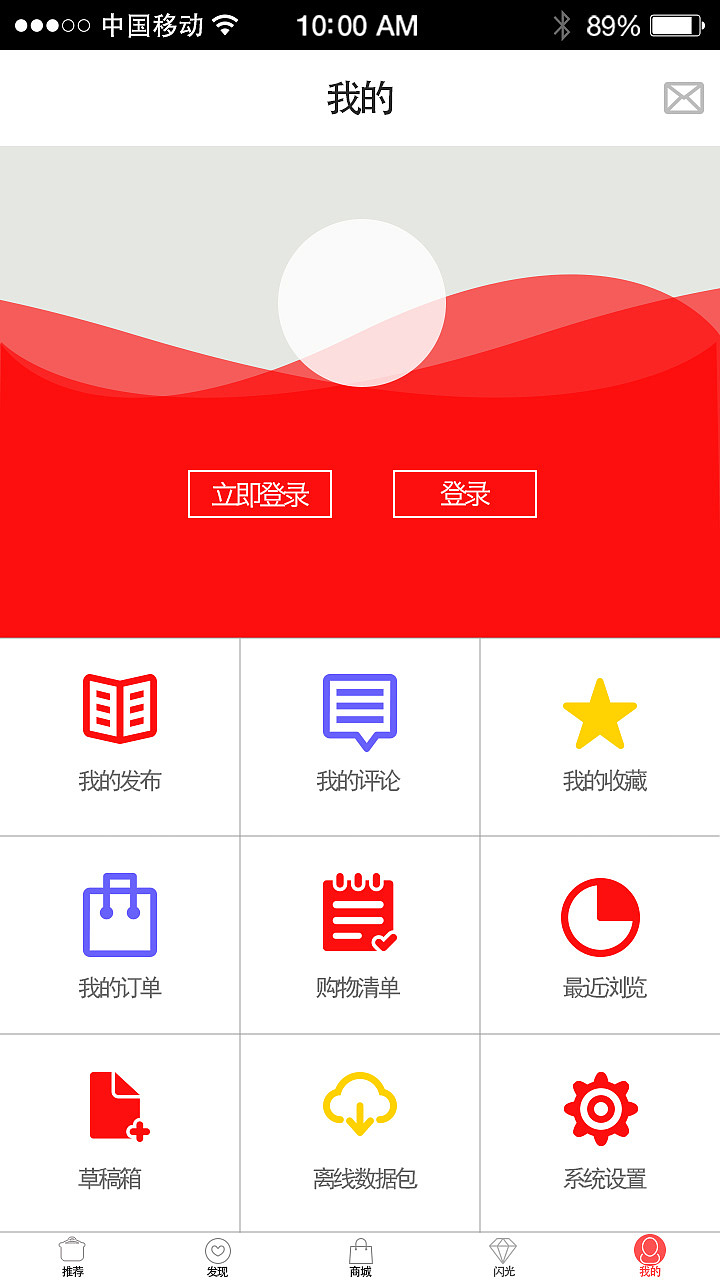 中国移动 10:00 AM 89%
我的
立即登录 登录
我的发布 我的评论 我的收藏
我的订单 购物清单 最近浏览
草稿箱 离线数据包 系统设置
推荐 发现 商城 闪光 我的